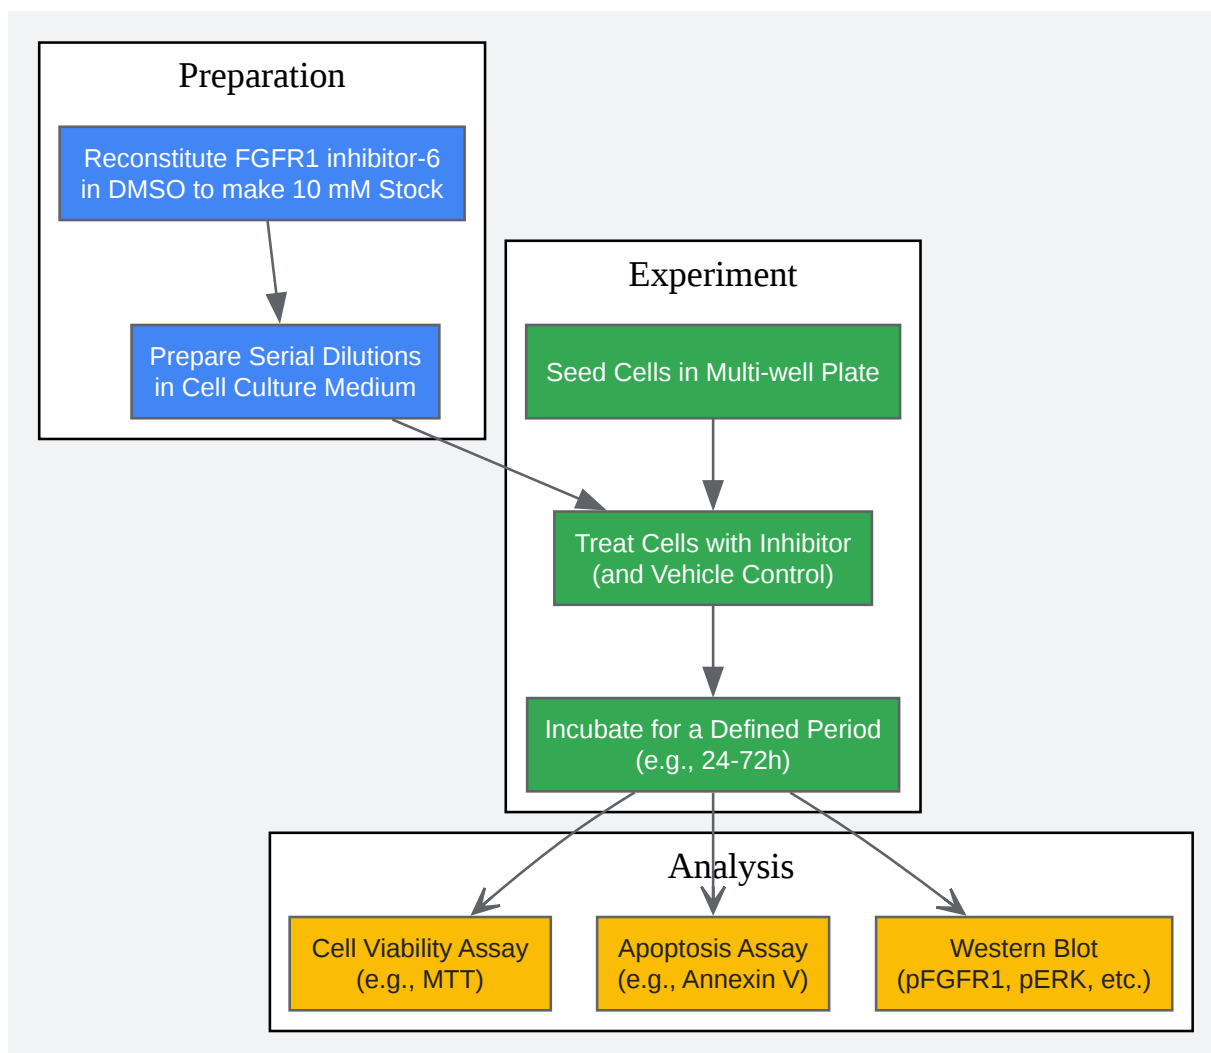 Preparation
Reconstitute FGFR1 inhibitor-6
in DMSO to make 10 mM Stock
Prepare Serial Dilutions
in Cell Culture Medium
Experiment
Seed Cells in Multi-well Plate
Treat Cells with Inhibitor
(and Vehicle Control)
Incubate for a Defined Period
(e.g., 24-72h)
Analysis
Cell Viability Assay
(e.g., MTT)
Apoptosis Assay
(e.g., Annexin V)
Western Blot
(pFGFR1, pERK, etc.)